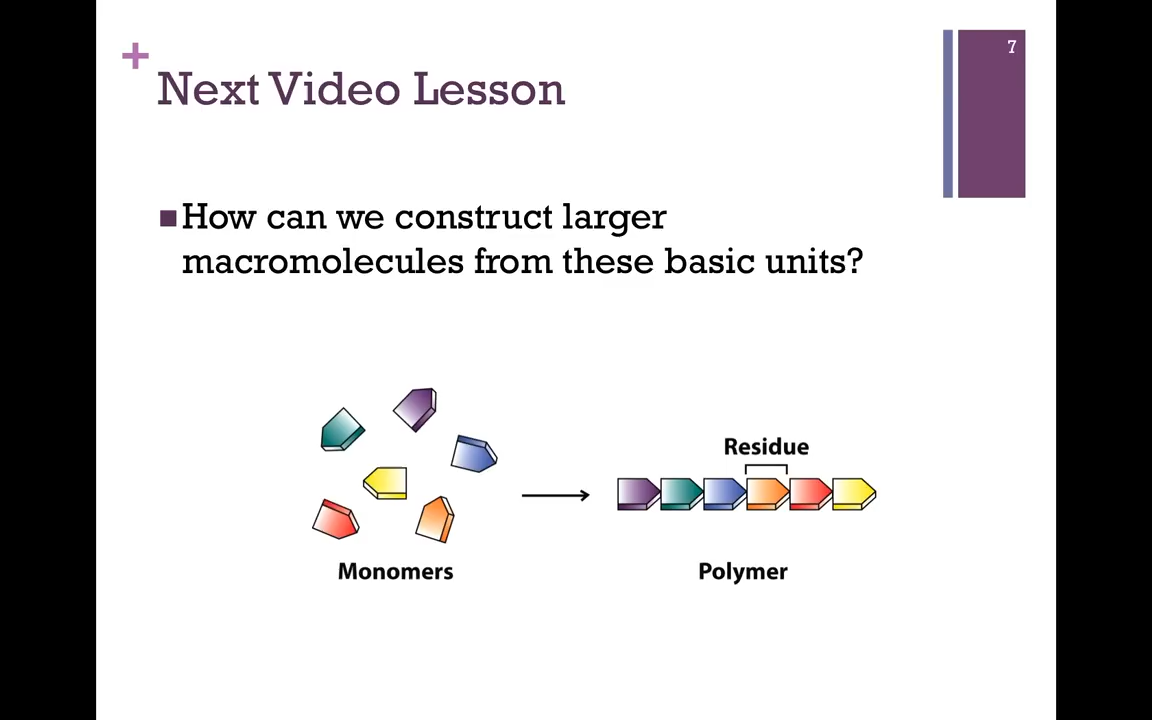 7
+
Next Video Lesson
How can we construct larger
macromolecules from these basic units?
Residue
Monomers
Polymer